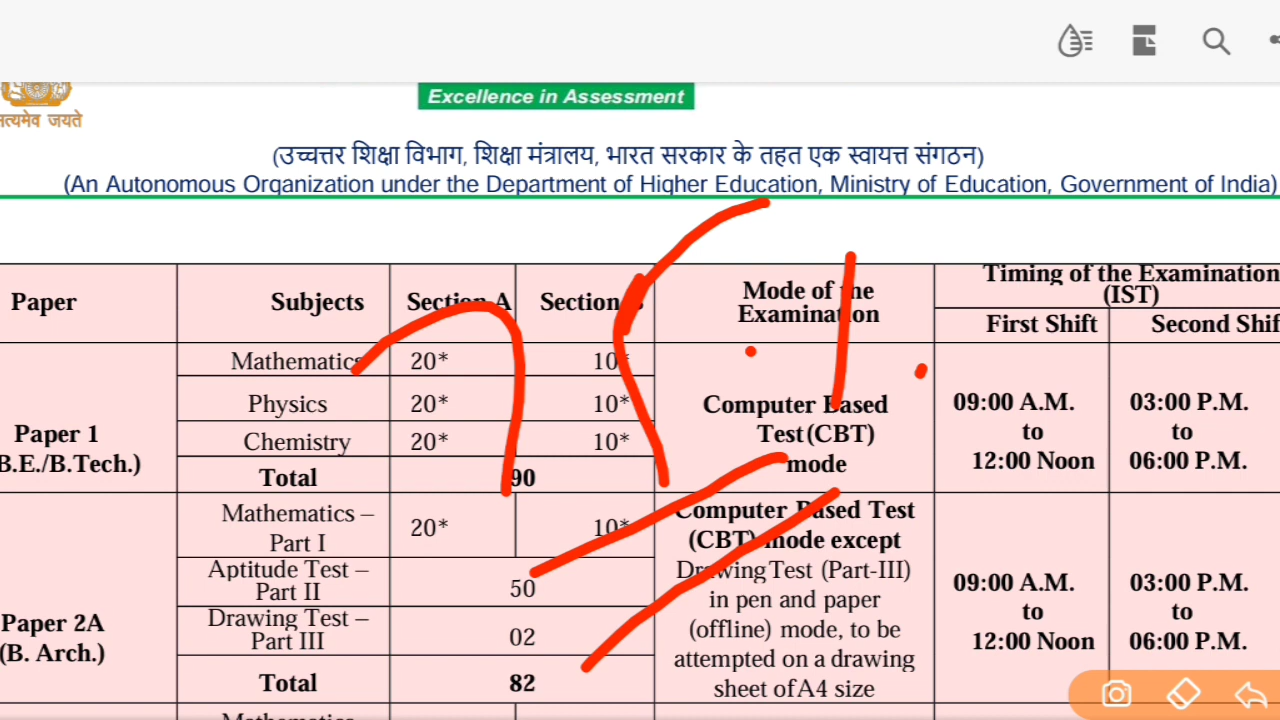 Excellence in Assessment
सत्यमेव जयते
(उच्चत्तर शिक्षा विभाग, शिक्षा मंत्रालय, भारत सरकार के तहत एक स्वायत्त संगठन)
(An Autonomous Organization under the Department of Higher Education, Ministry of Education, Government of India)
Paper Subjects Section A Section Mode of the Examination Timing of the Examination (IST)
First Shift Second Shif
Paper 1
B.E./B.Tech.)
Mathematics 20* 10*
Physics 20* 10*
Chemistry 20* 10*
Total 90
Computer Based
Test (CBT)
mode
09:00 A.M.
to
12:00 Noon
03:00 P.M.
to
06:00 P.M.
Paper 2A
(B. Arch.)
Mathematics –
Part I
20* 10*
Aptitude Test –
Part II
50
Drawing Test –
Part III
02
Total 82
Computer Based Test
(CBT) mode except
Drawing Test (Part-III)
in pen and paper
(offline) mode, to be
attempted on a drawing
sheet of A4 size
09:00 A.M.
to
12:00 Noon
03:00 P.M.
to
06:00 P.M.
Mathematics